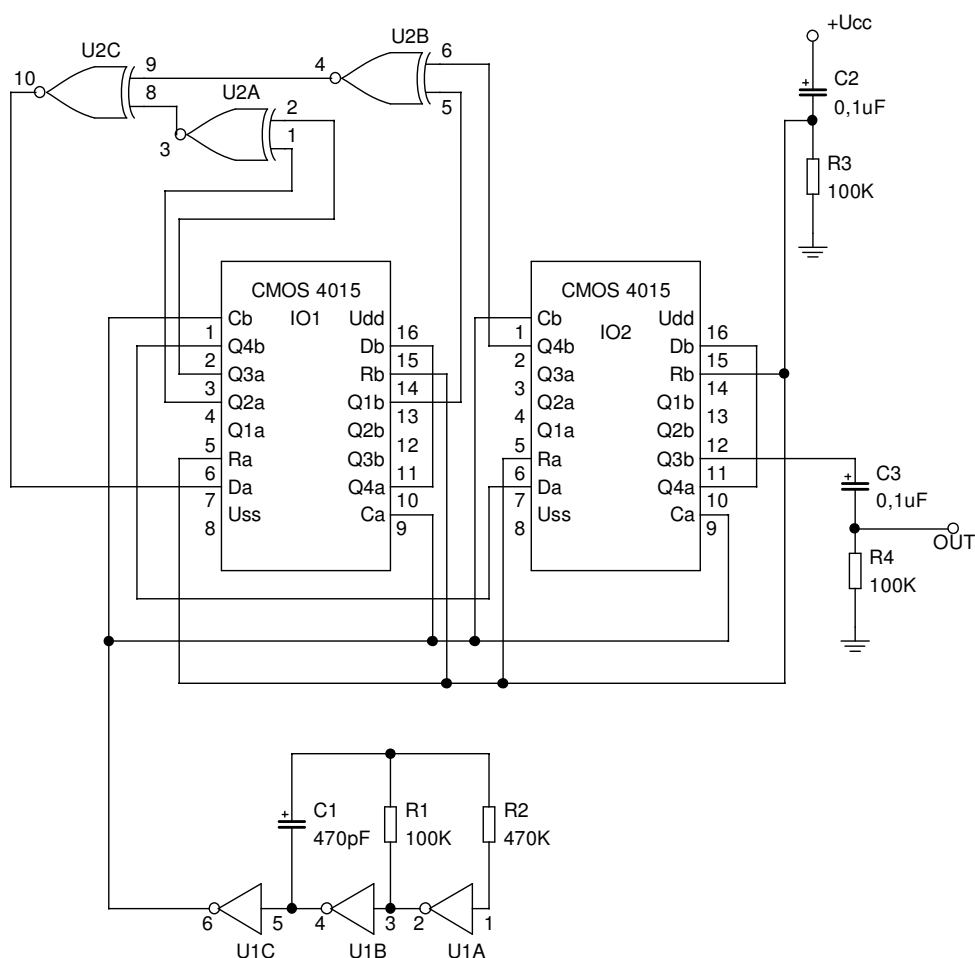 +Ucc
U2C
U2B
10
9
8
4
6
5
U2A
2
1
3
C2
0,1uF
R3
100K
CMOS 4015
IO1
Cb
Udd
1
16
Q4b
Db
2
15
Q3a
Rb
3
14
Q2a
Q1b
4
13
Q1a
Q2b
5
12
Ra
Q3b
6
11
Da
Q4a
7
10
Uss
Ca
8
9
CMOS 4015
IO2
Cb
Udd
1
16
Q4b
Db
2
15
Q3a
Rb
3
14
Q2a
Q1b
4
13
Q1a
Q2b
5
12
Ra
Q3b
6
11
Da
Q4a
7
10
Uss
Ca
8
9
C3
0,1uF
OUT
R4
100K
C1
470pF
R1
100K
R2
470K
6
5
4
3
2
1
U1C
U1B
U1A
+
+
+